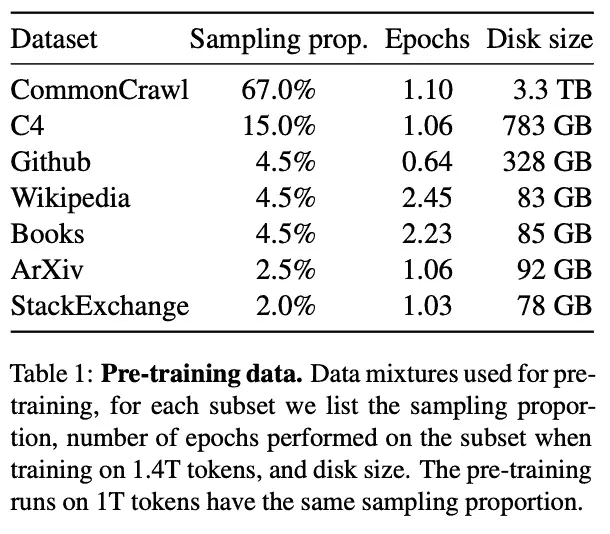 Dataset Sampling prop. Epochs Disk size
CommonCrawl 67.0% 1.10 3.3 TB
C4 15.0% 1.06 783 GB
Github 4.5% 0.64 328 GB
Wikipedia 4.5% 2.45 83 GB
Books 4.5% 2.23 85 GB
ArXiv 2.5% 1.06 92 GB
StackExchange 2.0% 1.03 78 GB
Table 1: Pre-training data. Data mixtures used for pre-
training, for each subset we list the sampling propor-
tion, number of epochs performed on the subset when
training on 1.4T tokens, and disk size. The pre-training
runs on 1T tokens have the same sampling proportion.